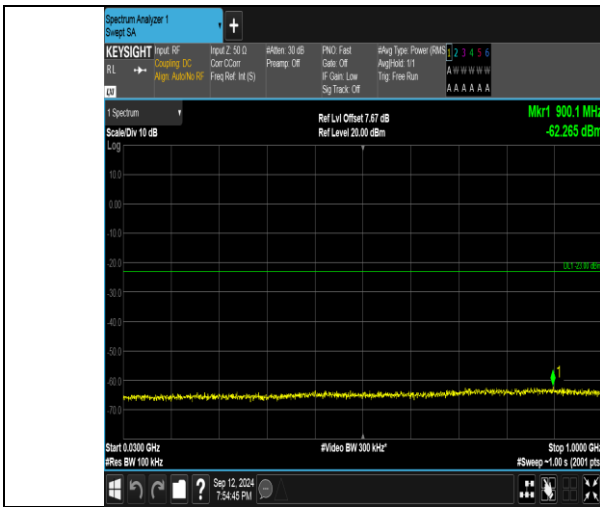 Spectrum Analyzer 1
Swept SA
+
KEYSIGHT
RL
LXI
Input: RF
Coupling: DC
Align: Auto/No RF
Input Z: 50 Ω
Corr CCorr
Freq Ref: Int (S)
#Atten: 30 dB
Preamp: Off
PNO: Fast
Gate: Off
IF Gain: Low
Sig Track: Off
#Avg Type: Power (RMS
Avg|Hold: 1/1
Trig: Free Run
1 2 3 4 5 6
A W W W W W
A A A A A A
1 Spectrum
Scale/Div 10 dB
Log
Ref Lvl Offset 7.67 dB
Ref Level 20.00 dBm
Mkr1 900.1 MHz
-62.265 dBm
10.0
0.00
-10.0
-20.0
DL1 -23.00 dBm
-30.0
-40.0
-50.0
-60.0
1
-70.0
Start 0.0300 GHz
#Video BW 300 kHz*
Stop 1.0000 GHz
#Res BW 100 kHz
#Sweep ~1.00 s (2001 pts
?
Sep 12, 2024
7:54:45 PM